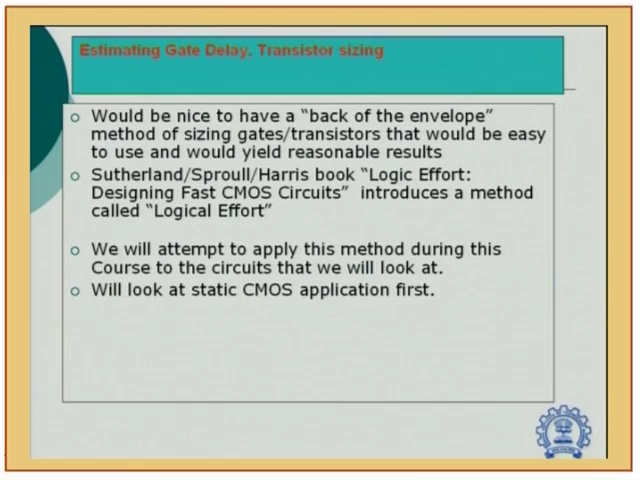 Estimating Gate Delay, Transistor sizing
Would be nice to have a “back of the envelope”
method of sizing gates/transistors that would be easy
to use and would yield reasonable results
Sutherland/Sproull/Harris book “Logic Effort:
Designing Fast CMOS Circuits” introduces a method
called “Logical Effort”
We will attempt to apply this method during this
Course to the circuits that we will look at.
Will look at static CMOS application first.